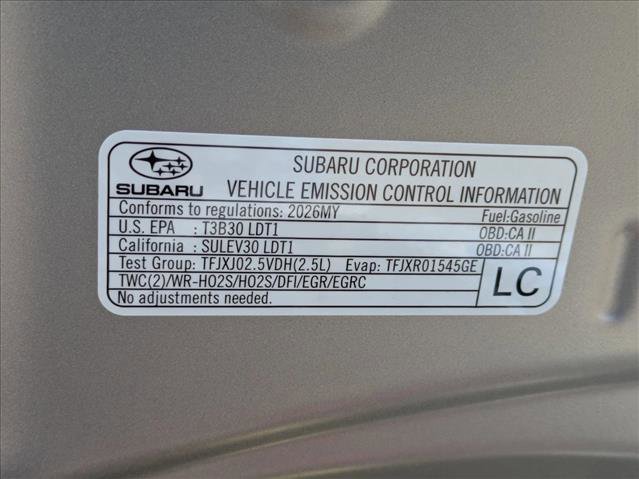 SUBARU
SUBARU CORPORATION
VEHICLE EMISSION CONTROL INFORMATION
Conforms to regulations: 2026MY Fuel:Gasoline
U.S. EPA : T3B30 LDT1 OBD:CA II
California : SULEV30 LDT1 OBD:CA II
Test Group: TFJXJ02.5VDH(2.5L) Evap: TFJXR01545GE
TWC(2)/WR-HO2S/HO2S/DFI/EGR/EGRC
No adjustments needed.
LC